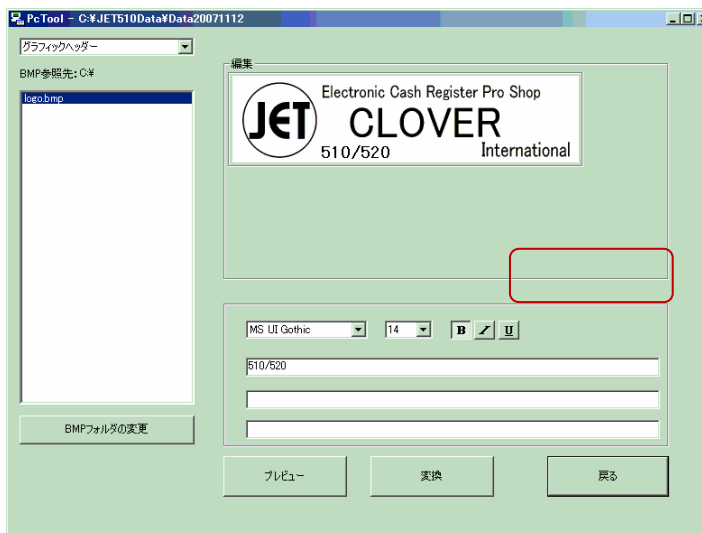 PcTool - C:¥JET510Data¥Data20071112
グラフィックヘッダー
BMP参照先: C:¥
logo.bmp
BMPフォルダの変更
編集
JET
Electronic Cash Register Pro Shop
CLOVER
510/520
International
MS UI Gothic
14
B
I
U
510/520
プレビュー
変換
戻る